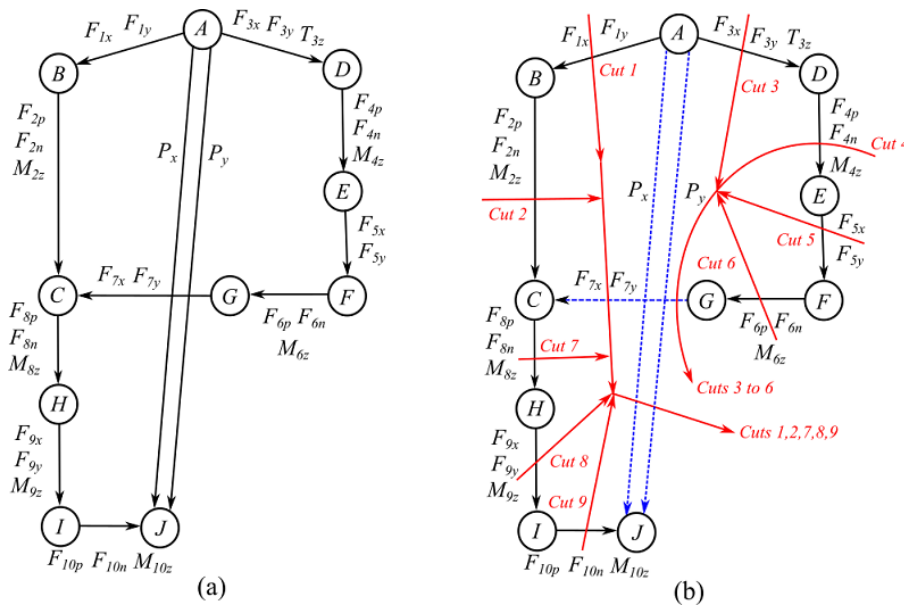 F1x F1y
A
F3x F3y T3z
B
D
F2p
F2n
M2z
F4p
F4n
M4z
Px
Py
E
F5x
F5y
C
F7x F7y
G
F
F6p F6n
M6z
F8p
F8n
M8z
H
F9x
F9y
M9z
I
J
F10p F10n M10z
(a)
F1x F1y
A
F3x F3y T3z
B
Cut 1
Cut 3
D
F2p
F2n
M2z
F4p
F4n
M4z
Cut 4
Cut 2
Px
Py
E
F5x
F5y
Cut 5
C
F7x F7y
Cut 6
G
F
F6p F6n
M6z
F8p
F8n
M8z
Cut 7
Cuts 3 to 6
H
Cuts 1,2,7,8,9
F9x
F9y
M9z
Cut 8
Cut 9
I
J
F10p F10n M10z
(b)